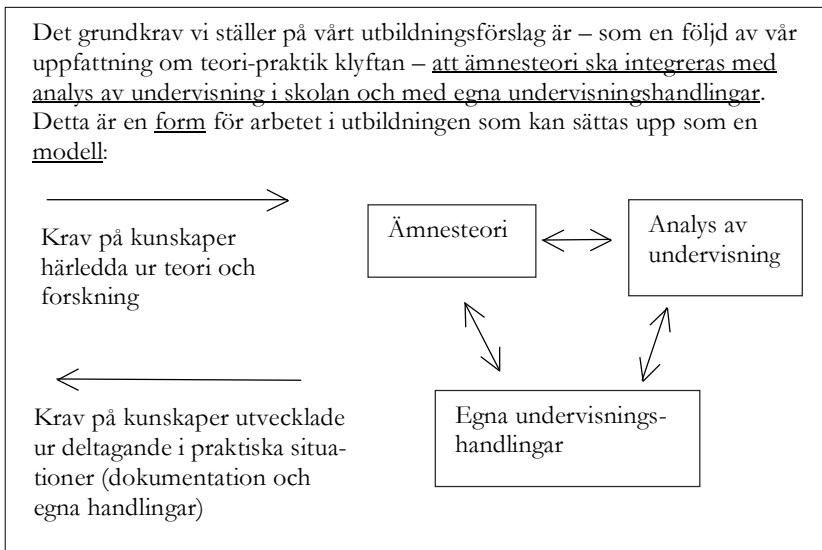 Det grundkrav vi ställer på vårt utbildningsförslag är – som en följd av vår
uppfattning om teori-praktik klyftan – att ämnesteori ska integreras med
analys av undervisning i skolan och med egna undervisningshandlingar.
Detta är en form för arbetet i utbildningen som kan sättas upp som en
modell:
Krav på kunskaper
härledda ur teori och
forskning
Ämnesteori
Analys av
undervisning
Krav på kunskaper utvecklade
ur deltagande i praktiska situa-
tioner (dokumentation och
egna handlingar)
Egna undervisnings-
handlingar